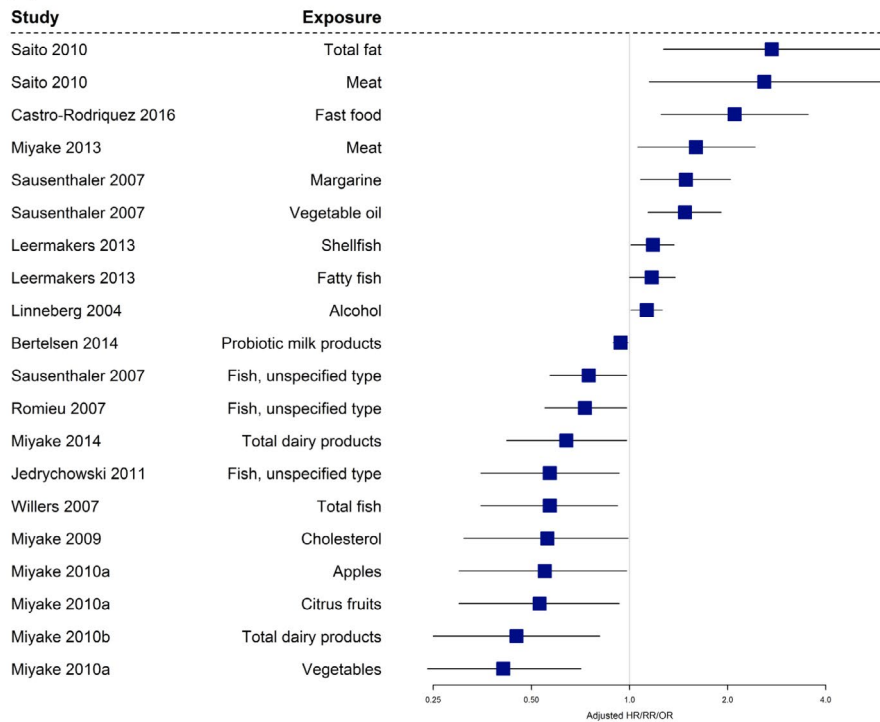 Study Exposure
Saito 2010 Total fat
Saito 2010 Meat
Castro-Rodriquez 2016 Fast food
Miyake 2013 Meat
Sausenthaler 2007 Margarine
Sausenthaler 2007 Vegetable oil
Leermakers 2013 Shellfish
Leermakers 2013 Fatty fish
Linneberg 2004 Alcohol
Bertelsen 2014 Probiotic milk products
Sausenthaler 2007 Fish, unspecified type
Romieu 2007 Fish, unspecified type
Miyake 2014 Total dairy products
Jedrychowski 2011 Fish, unspecified type
Willers 2007 Total fish
Miyake 2009 Cholesterol
Miyake 2010a Apples
Miyake 2010a Citrus fruits
Miyake 2010b Total dairy products
Miyake 2010a Vegetables
0.25 0.50 1.0 2.0 4.0
Adjusted HR/RR/OR